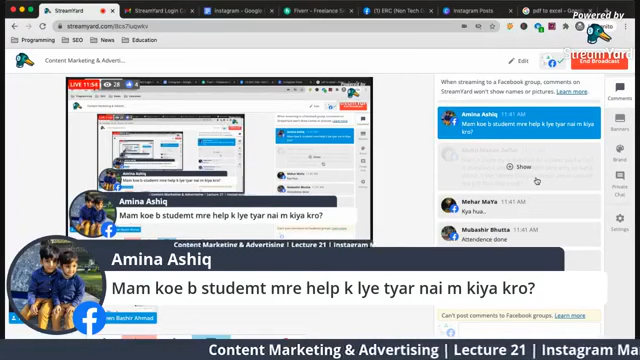 StreamYard
StreamYard Login C
Instagram - Google
Fiverr - Freelance S
(1) ERC (Non Tech D
Instagram Posts
pdf to excel - Goo
Powered by
streamyard.com/8cs7uqwkv
Programming
SEO
News
Education
StreamYard
Content Marketing & Advertising | L...
Edit
End Broadcast
LIVE 11:54
28
4
When streaming to a Facebook group, comments on
StreamYard won't show names or pictures. Learn more.
Amina Ashiq 11:41 AM
Mam koe b studemt mre help k lye tyar nai m kiya
kro?
Show
Mehar MaYa 11:41 AM
Kya hua..
Mubashir Bhutta 11:41 AM
Attendence done
Can't post comments to Facebook groups. Learn more
Comments
Banners
Brand
Private
Chat
Settings
Amina Ashiq
Mam koe b studemt mre help k lye tyar nai m kiya kro?
Content Marketing & Advertising | Lecture 21 | Instagram M
Bashir Ahmad
Amina Ashiq
Mam koe b studemt mre help k lye tyar nai m kiya kro?
Content Marketing & Advertising | Lecture 21 | Instagram Ma